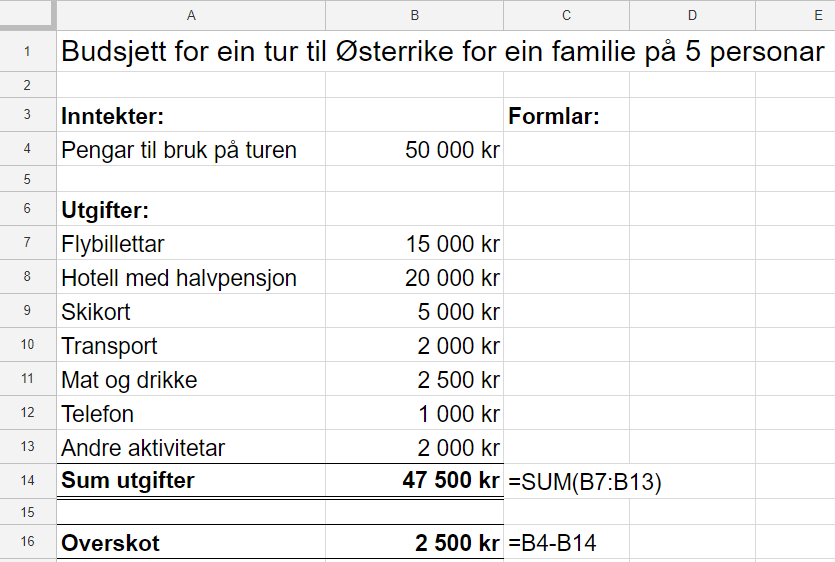 A B C D E
1 Budsjett for ein tur til Østerrike for ein familie på 5 personar
2
3 Inntekter: Formlar:
4 Pengar til bruk på turen 50 000 kr
5
6 Utgifter:
7 Flybillettar 15 000 kr
8 Hotell med halvpensjon 20 000 kr
9 Skikort 5 000 kr
10 Transport 2 000 kr
11 Mat og drikke 2 500 kr
12 Telefon 1 000 kr
13 Andre aktivitetar 2 000 kr
14 Sum utgifter 47 500 kr =SUM(B7:B13)
15
16 Overskot 2 500 kr =B4-B14